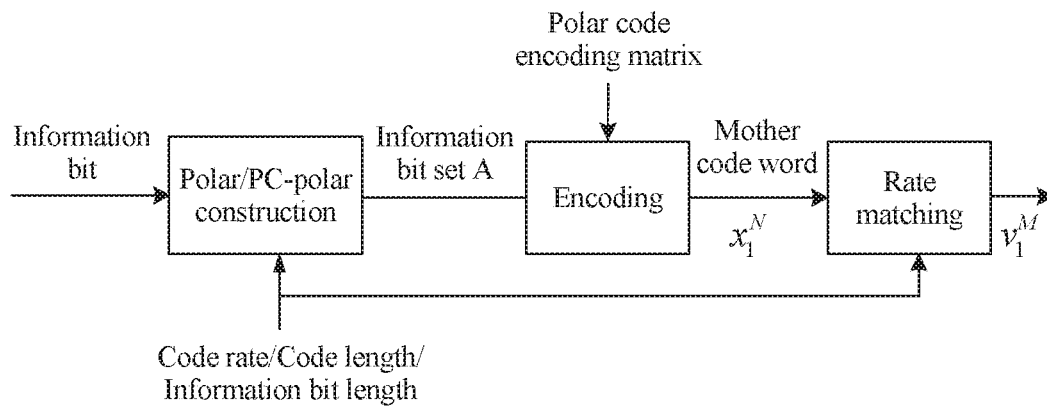 Polar code
encoding matrix
Information
bit
Polar/PC-polar
construction
Information
bit set A
Encoding
Mother
code word
x_1^N
Rate
matching
v_1^M
Code rate/Code length/
Information bit length